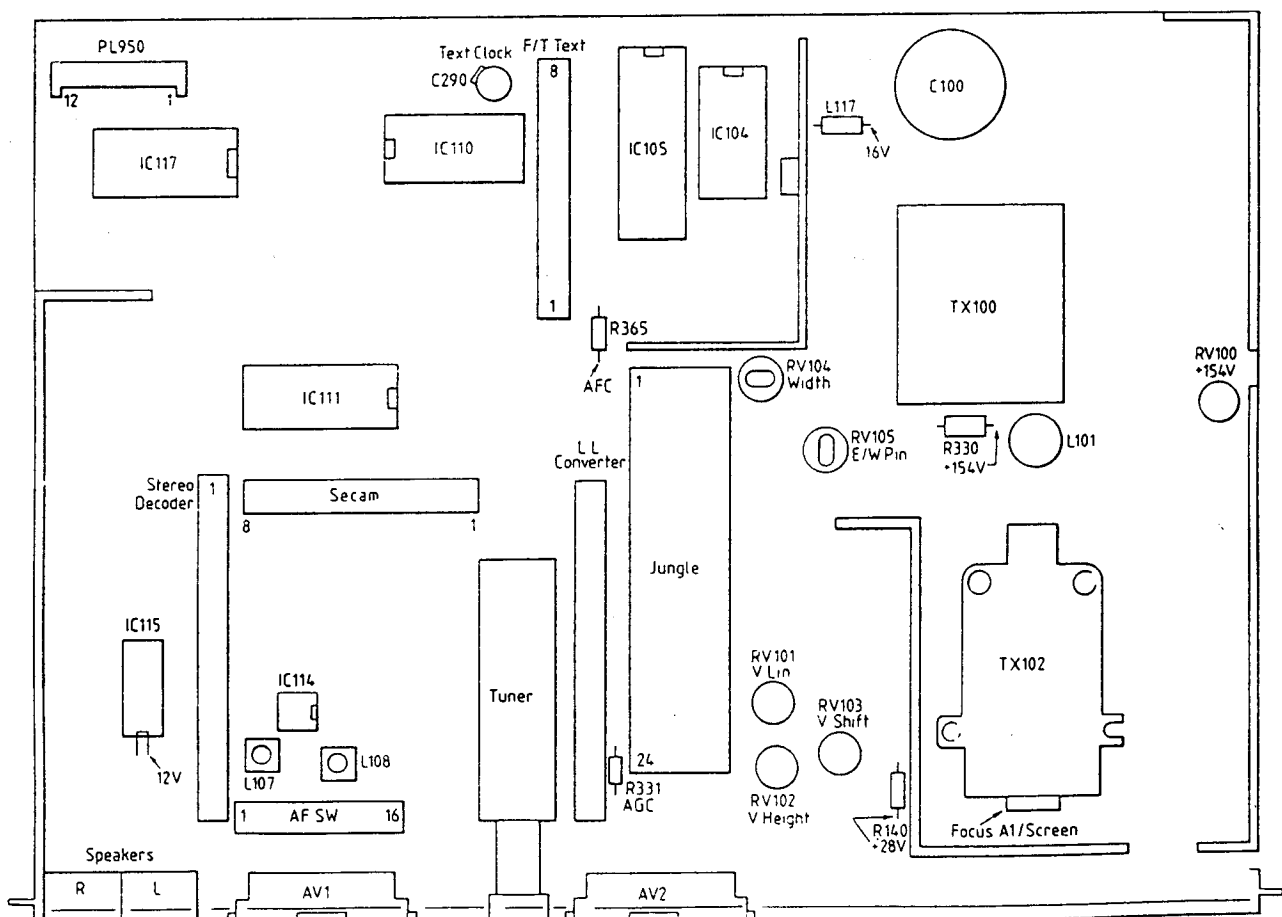 PL950
12
1
IC117
Text Clock
C290
F/T Text
8
1
IC110
IC105
IC104
L117
16V
C100
TX100
RV100
+154V
R365
AFC
RV104
Width
IC111
1
RV105
E/W Pin
R330
+154V
L101
L L
Converter
Stereo
Decoder
1
Secam
8
1
Jungle
24
IC115
12V
IC114
L107
L108
Tuner
RV101
V Lin
RV103
V Shift
RV102
V Height
TX102
R331
AGC
1
AF SW
16
R140
+28V
Focus A1/Screen
Speakers
R
L
AV1
AV2